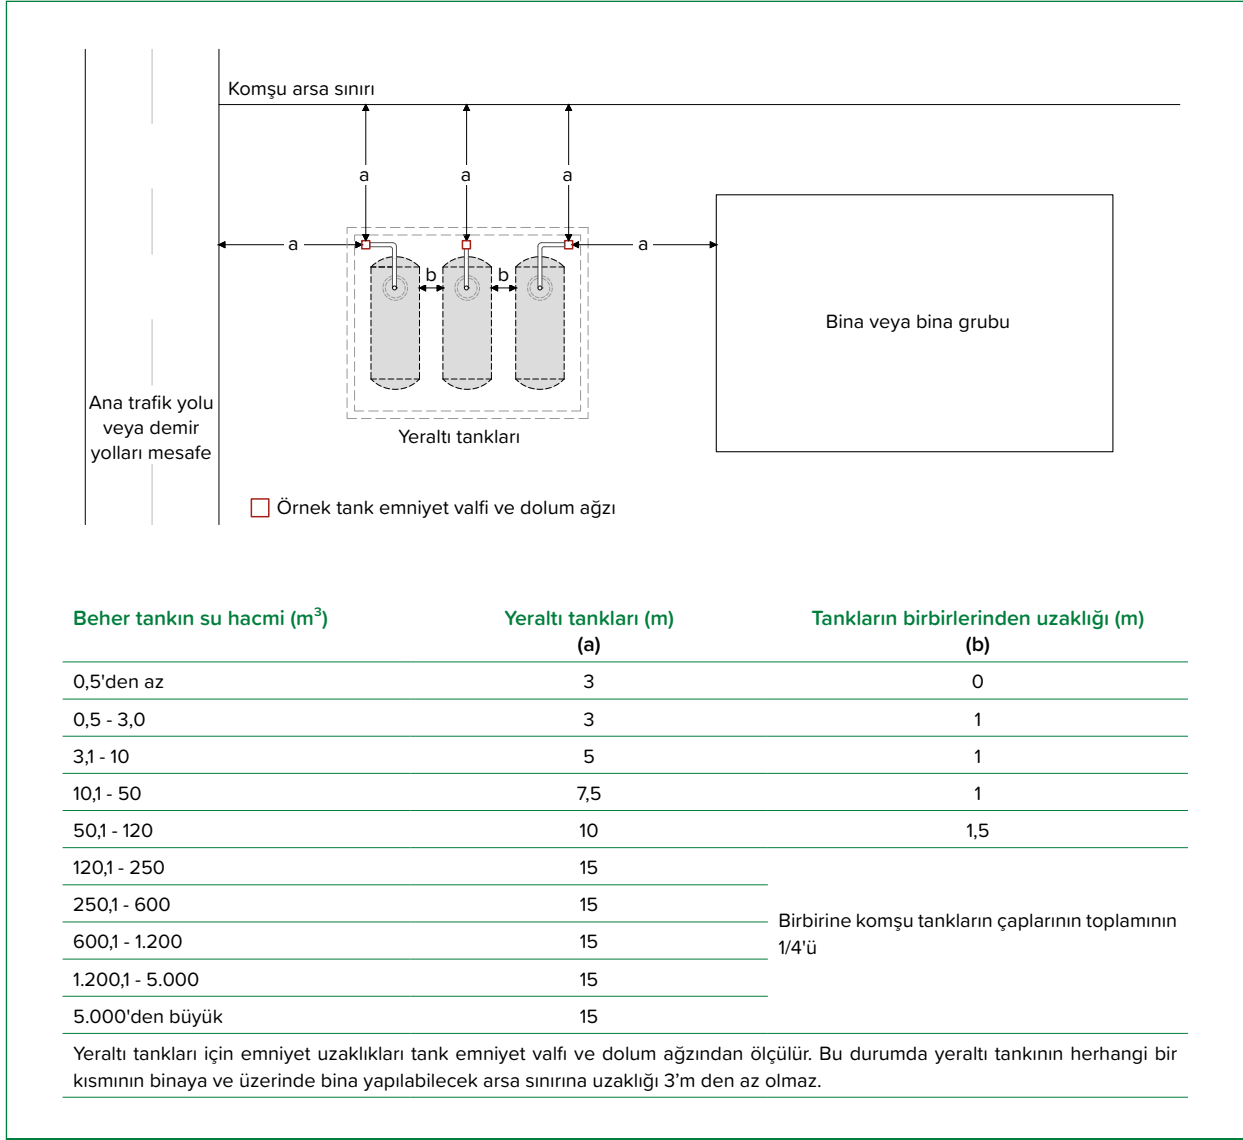 Komşu arsa sınırı
a a a
a a
b b
Bina veya bina grubu
Ana trafik yolu
veya demir
yolları mesafe
Yeraltı tankları
Örnek tank emniyet valfi ve dolum ağzı
Beher tankın su hacmi (m³) Yeraltı tankları (m) Tankların birbirlerinden uzaklığı (m)
(a) (b)
0,5'den az 3 0
0,5 - 3,0 3 1
3,1 - 10 5 1
10,1 - 50 7,5 1
50,1 - 120 10 1,5
120,1 - 250 15
250,1 - 600 15
Birbirine komşu tankların çaplarının toplamının
600,1 - 1.200 15
1/4'ü
1.200,1 - 5.000 15
5.000'den büyük 15
Yeraltı tankları için emniyet uzaklıkları tank emniyet valfı ve dolum ağzından ölçülür. Bu durumda yeraltı tankının herhangi bir
kısmının binaya ve üzerinde bina yapılabilecek arsa sınırına uzaklığı 3’m den az olmaz.